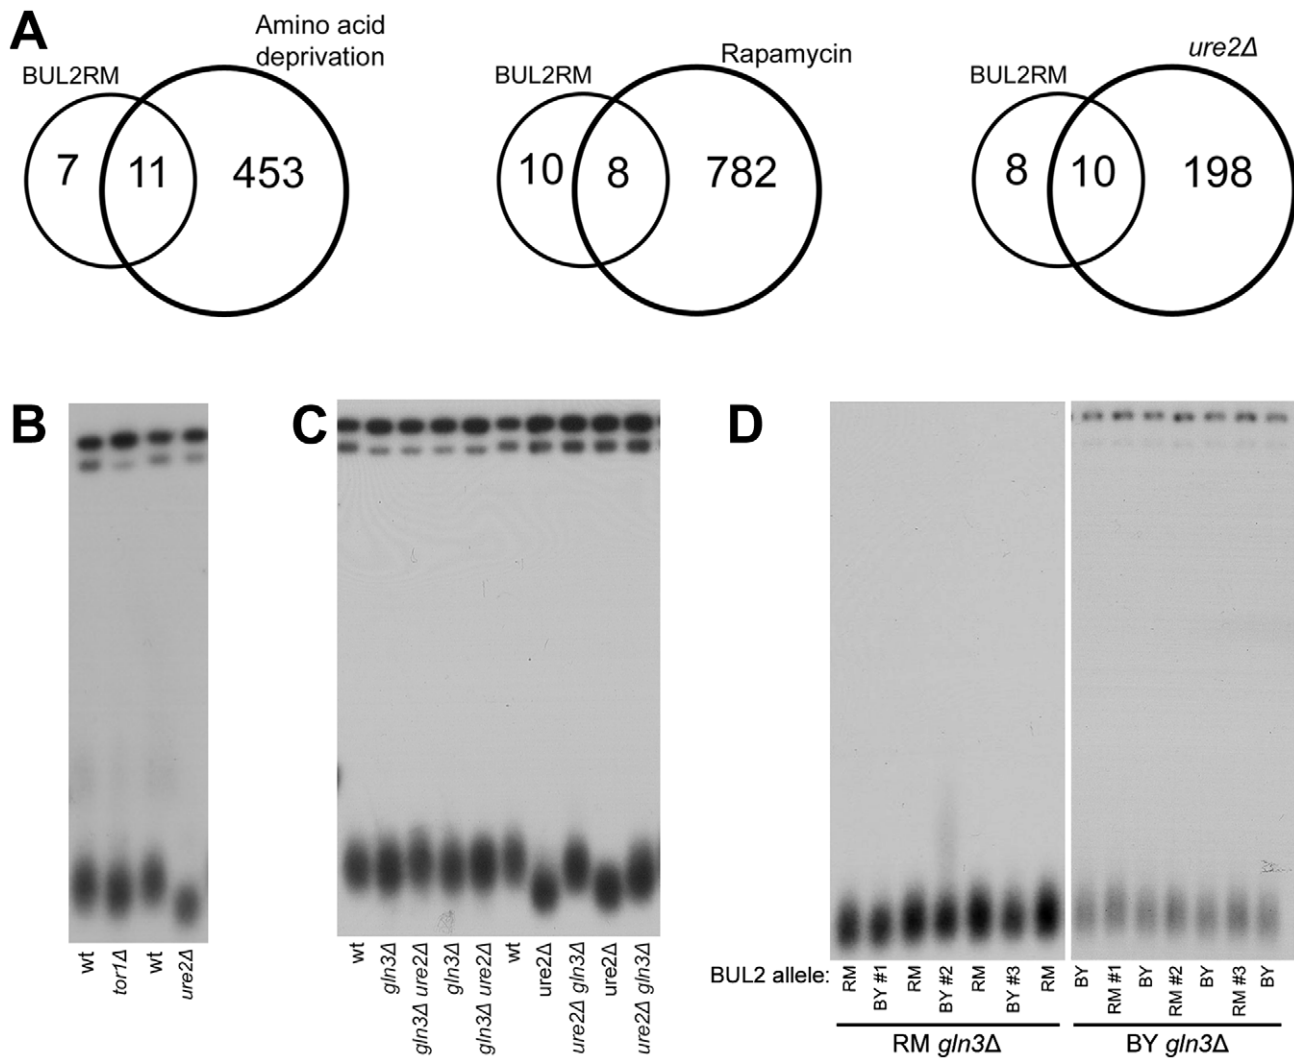 A
Amino acid
deprivation
BUL2RM
7
11
453
Rapamycin
BUL2RM
10
8
782
ure2Δ
BUL2RM
8
10
198
B
wt
tor1Δ
wt
ure2Δ
C
wt
gln3Δ
gln3Δ ure2Δ
gln3Δ
gln3Δ ure2Δ
wt
ure2Δ
ure2Δ gln3Δ
ure2Δ
ure2Δ gln3Δ
D
BUL2 allele:
RM
BY #1
RM
BY #2
RM
BY #3
RM
BY
RM #1
BY
RM #2
BY
RM #3
BY
RM gln3Δ
BY gln3Δ